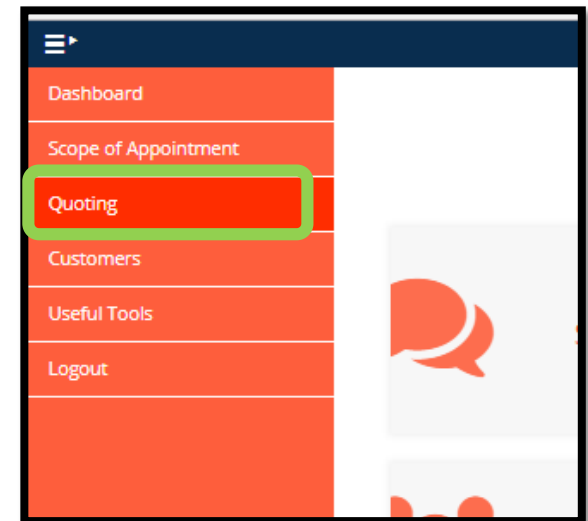 Dashboard
Scope of Appointment
Quoting
Customers
Useful Tools
Logout